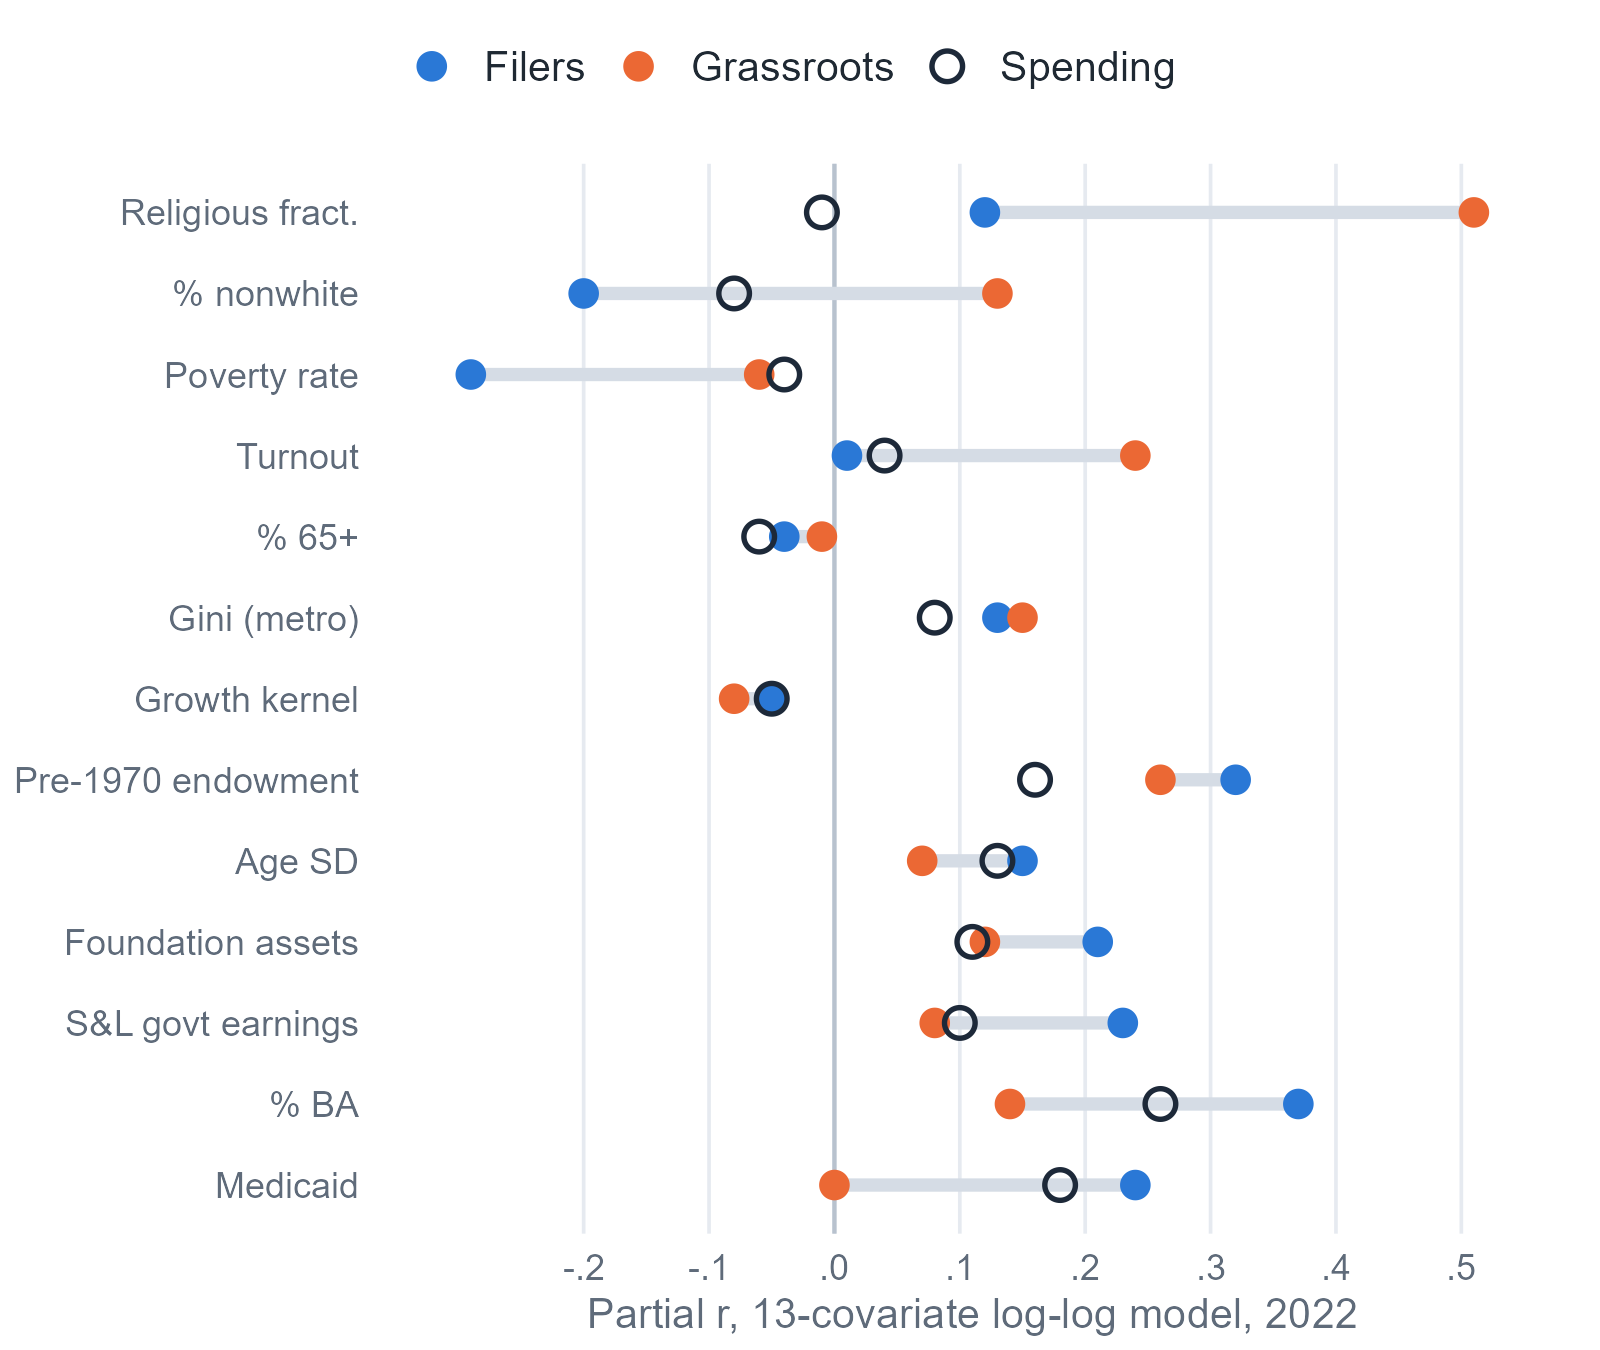 Filers Grassroots Spending
Religious fract.
% nonwhite
Poverty rate
Turnout
% 65+
Gini (metro)
Growth kernel
Pre-1970 endowment
Age SD
Foundation assets
S&L govt earnings
% BA
Medicaid
-.2 -.1 .0 .1 .2 .3 .4 .5
Partial r, 13-covariate log-log model, 2022